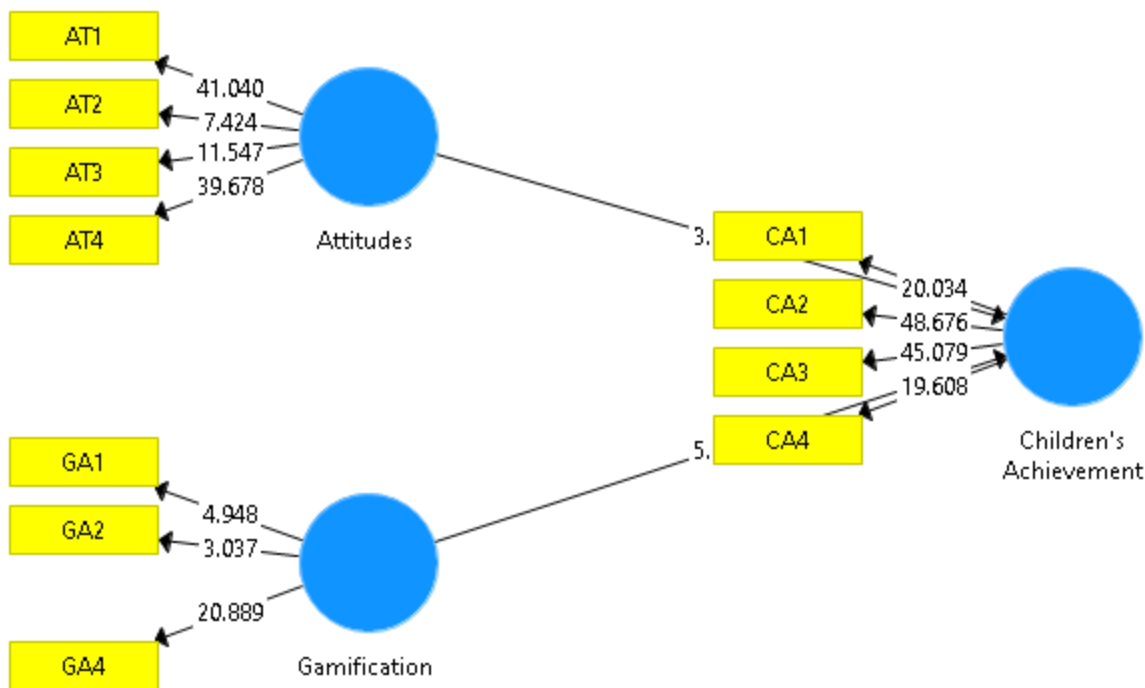 AT1
41.040
AT2
7.424
AT3
11.547
39.678
AT4
Attitudes
3.
CA1
20.034
CA2
48.676
CA3
45.079
19.608
CA4
5.
Children's
Achievement
GA1
4.948
GA2
3.037
20.889
GA4
Gamification